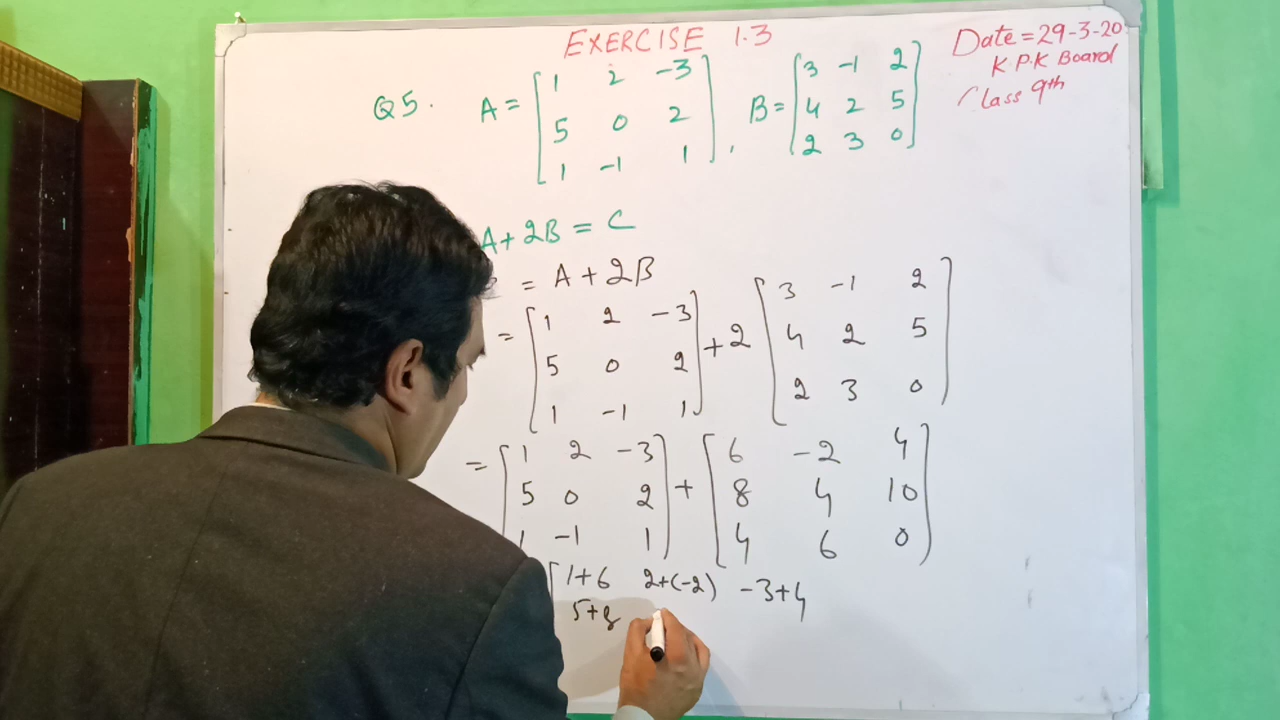 EXERCISE 1.3
Date = 29-3-20
K.P.K Board
Class 9th
Q5. A = [ 1 2 -3 ] , B = [ 3 -1 2 ]
[ 5 0 2 ] [ 4 2 5 ]
[ 1 -1 1 ] [ 2 3 0 ]
A + 2B = C
= A + 2B
= [ 1 2 -3 ] + 2 [ 3 -1 2 ]
[ 5 0 2 ] [ 4 2 5 ]
[ 1 -1 1 ] [ 2 3 0 ]
= [ 1 2 -3 ] + [ 6 -2 4 ]
[ 5 0 2 ] [ 8 4 10 ]
[ 1 -1 1 ] [ 4 6 0 ]
[ 1+6 2+(-2) -3+4
5+8